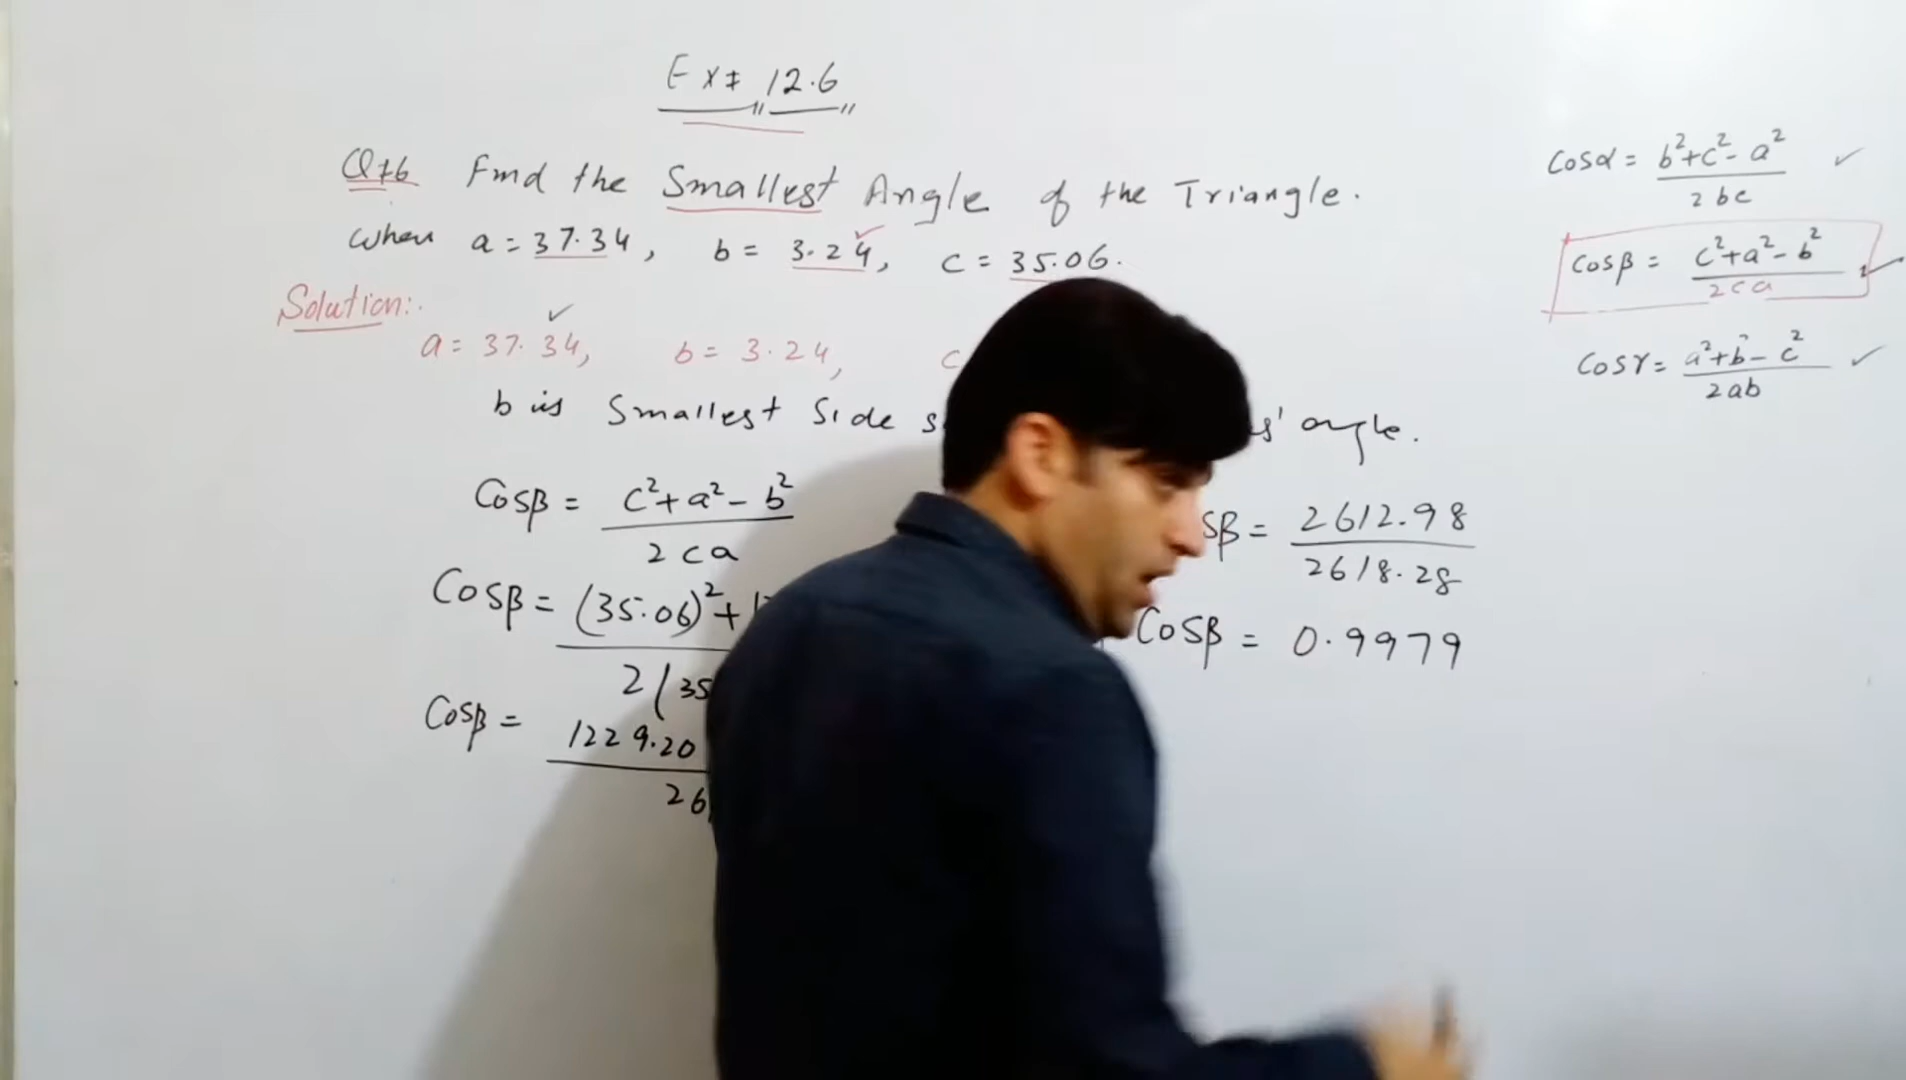 Ex# 12.6
Q#6 Find the Smallest Angle of the Triangle.
when a = 37.34, b = 3.24, c = 35.06.
Solution:.
a = 37.34, b = 3.24, c
b is Smallest Side s s' angle.
Cosβ = c²+a²-b² / 2ca
Cosβ = (35.06)²+ / 2(35
Cosβ = 1229.20 / 26
sβ = 2612.98 / 2618.28
Cosβ = 0.9979
Cosα = b²+c²-a² / 2bc
Cosβ = c²+a²-b² / 2ca
Cosγ = a²+b²-c² / 2ab